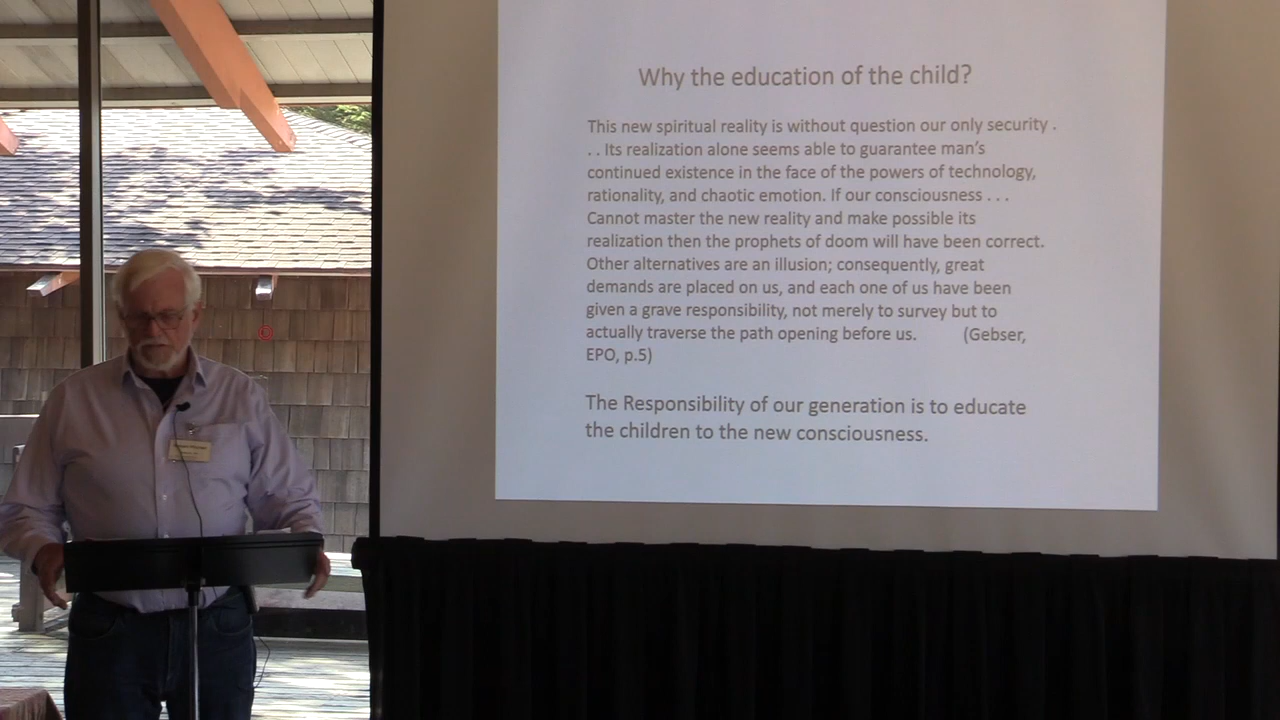 Why the education of the child?
This new spiritual reality is without question our only security .
. . Its realization alone seems able to guarantee man's
continued existence in the face of the powers of technology,
rationality, and chaotic emotion. If our consciousness . . .
Cannot master the new reality and make possible its
realization then the prophets of doom will have been correct.
Other alternatives are an illusion; consequently, great
demands are placed on us, and each one of us have been
given a grave responsibility, not merely to survey but to
actually traverse the path opening before us. (Gebser,
EPO, p.5)
The Responsibility of our generation is to educate
the children to the new consciousness.